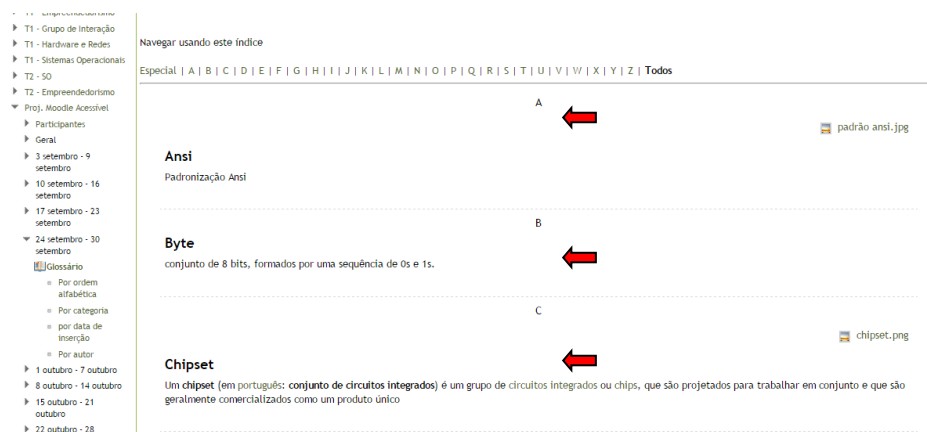 T1 - Empreendedorismo
T1 - Grupo de Interação
T1 - Hardware e Redes
T1 - Sistemas Operacionais
T2 - SO
T2 - Empreendedorismo
Proj. Moodle Acessível
Participantes
Geral
3 setembro - 9
setembro
10 setembro - 16
setembro
17 setembro - 23
setembro
24 setembro - 30
setembro
Glossário
Por ordem
alfabética
Por categoria
por data de
inserção
Por autor
1 outubro - 7 outubro
8 outubro - 14 outubro
15 outubro - 21
outubro
22 outubro - 28
Navegar usando este índice
Especial | A | B | C | D | E | F | G | H | I | J | K | L | M | N | O | P | Q | R | S | T | U | V | W | X | Y | Z | Todos
A
padrão ansi.jpg
Ansi
Padronização Ansi
B
Byte
conjunto de 8 bits, formados por uma sequência de 0s e 1s.
C
chipset.png
Chipset
Um chipset (em português: conjunto de circuitos integrados) é um grupo de circuitos integrados ou chips, que são projetados para trabalhar em conjunto e que são
geralmente comercializados como um produto único